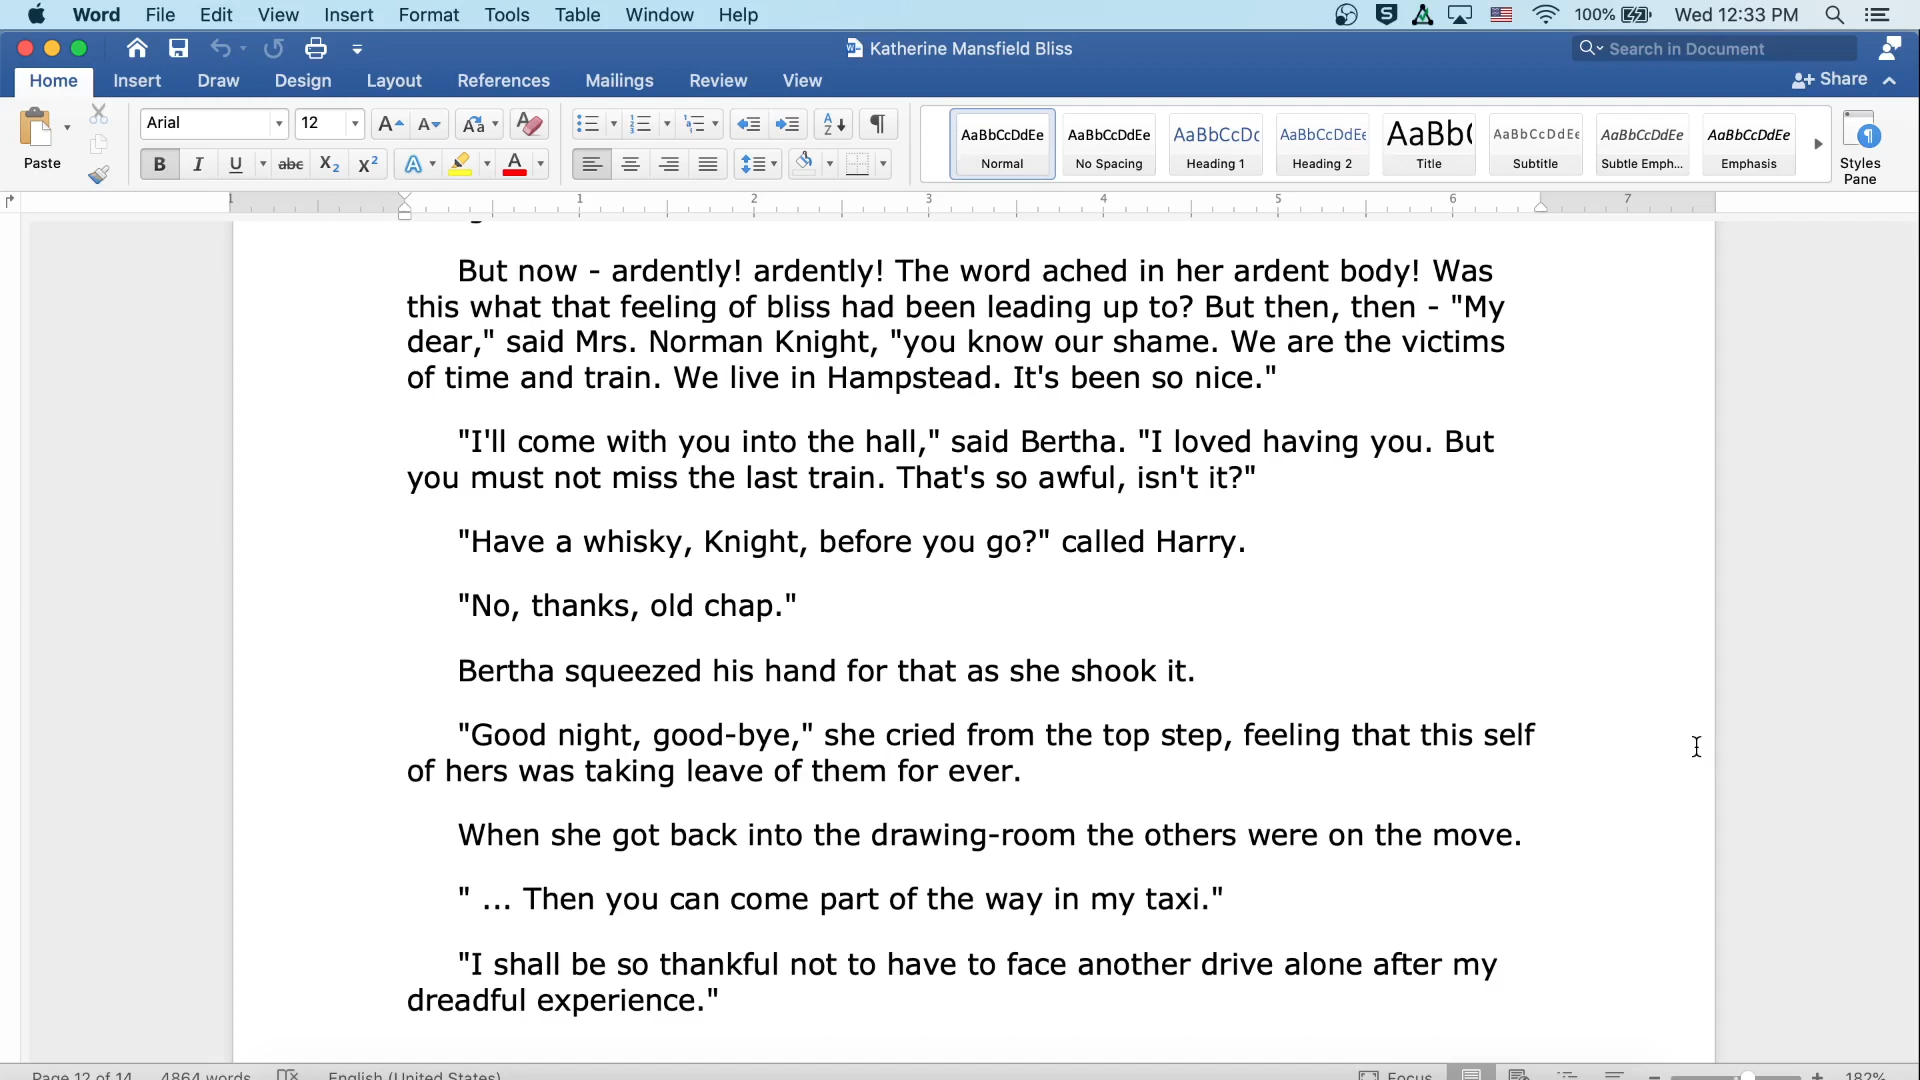 Word File Edit View Insert Format Tools Table Window Help 100% Wed 12:33 PM
Katherine Mansfield Bliss Search in Document
Home Insert Draw Design Layout References Mailings Review View Share
Paste Arial 12 AaBbCcDdEe AaBbCcDdEe AaBbCcDc AaBbCcDdEe AaBb( AaBbCcDdEe AaBbCcDdEe AaBbCcDdEe
Normal No Spacing Heading 1 Heading 2 Title Subtitle Subtle Emph... Emphasis Styles Pane
1 1 2 3 4 5 6 7
But now - ardently! ardently! The word ached in her ardent body! Was
this what that feeling of bliss had been leading up to? But then, then - "My
dear," said Mrs. Norman Knight, "you know our shame. We are the victims
of time and train. We live in Hampstead. It's been so nice."
"I'll come with you into the hall," said Bertha. "I loved having you. But
you must not miss the last train. That's so awful, isn't it?"
"Have a whisky, Knight, before you go?" called Harry.
"No, thanks, old chap."
Bertha squeezed his hand for that as she shook it.
"Good night, good-bye," she cried from the top step, feeling that this self
of hers was taking leave of them for ever.
When she got back into the drawing-room the others were on the move.
" ... Then you can come part of the way in my taxi."
"I shall be so thankful not to have to face another drive alone after my
dreadful experience."
Page 12 of 14 4864 words English (United States) Focus 182%